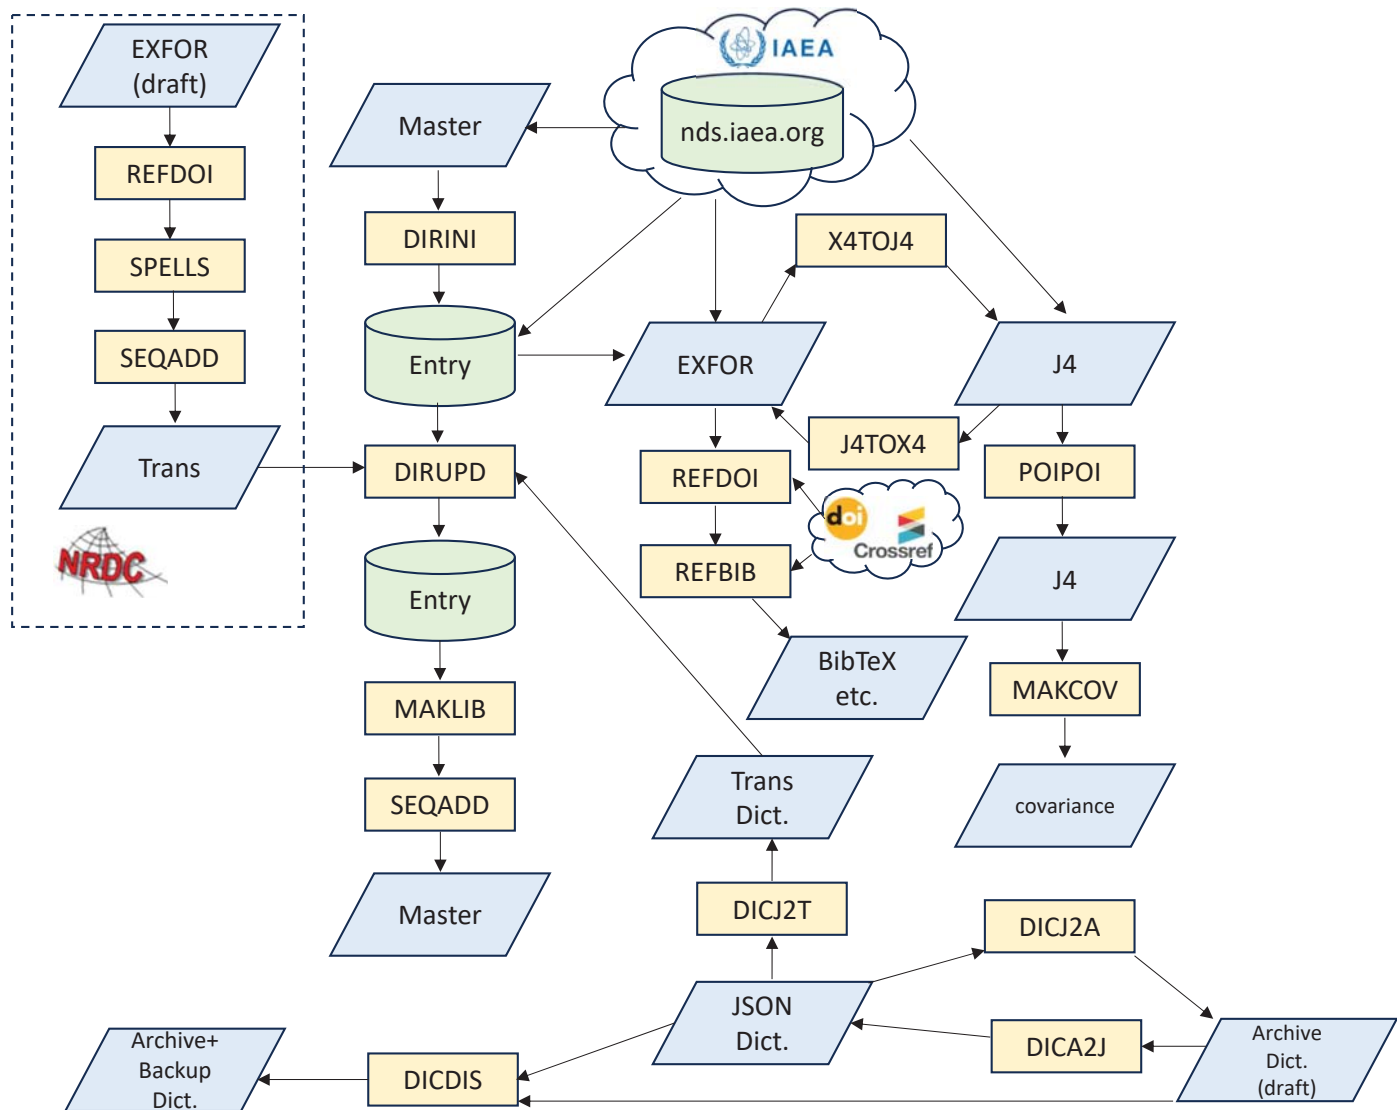 EXFOR
(draft)
REFDOI
SPELLS
SEQADD
Trans
NRDC
IAEA
nds.iaea.org
Master
DIRINI
Entry
DIRUPD
Entry
MAKLIB
SEQADD
Master
X4TOJ4
EXFOR
J4
J4TOX4
REFDOI
POIPOI
doi
Crossref
REFBIB
J4
BibTeX
etc.
MAKCOV
covariance
Trans
Dict.
DICJ2T
DICJ2A
JSON
Dict.
DICA2J
Archive
Dict.
(draft)
DICDIS
Archive+
Backup
Dict.